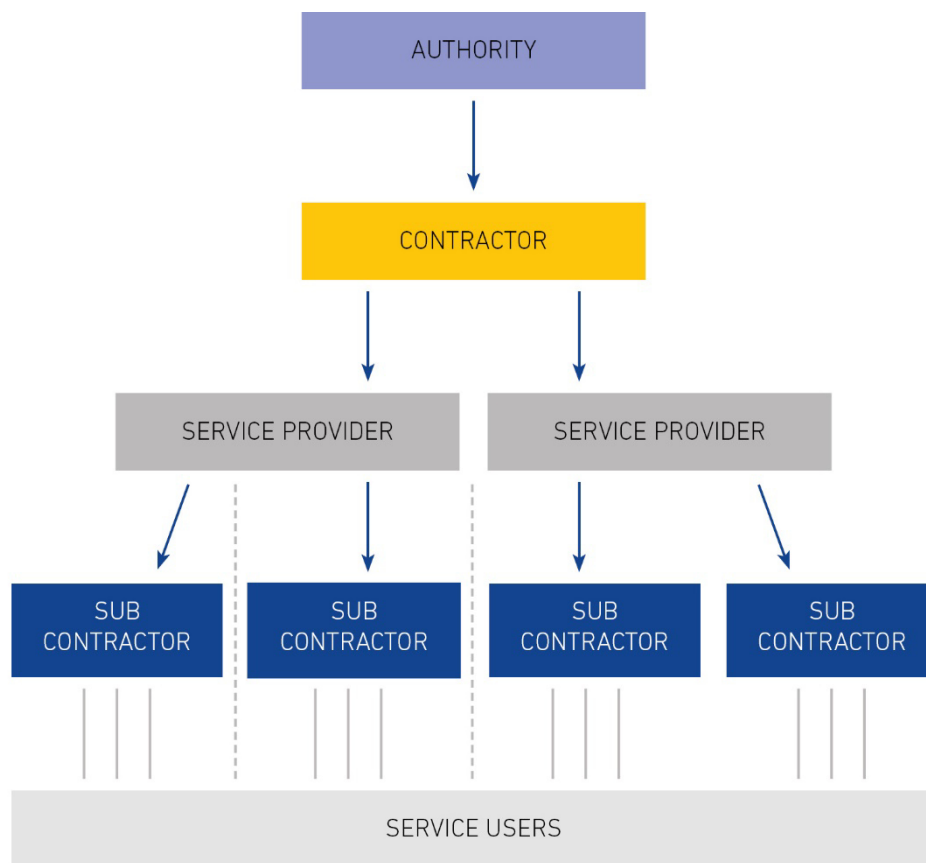 AUTHORITY
CONTRACTOR
SERVICE PROVIDER
SERVICE PROVIDER
SUB
CONTRACTOR
SUB
CONTRACTOR
SUB
CONTRACTOR
SUB
CONTRACTOR
SERVICE USERS